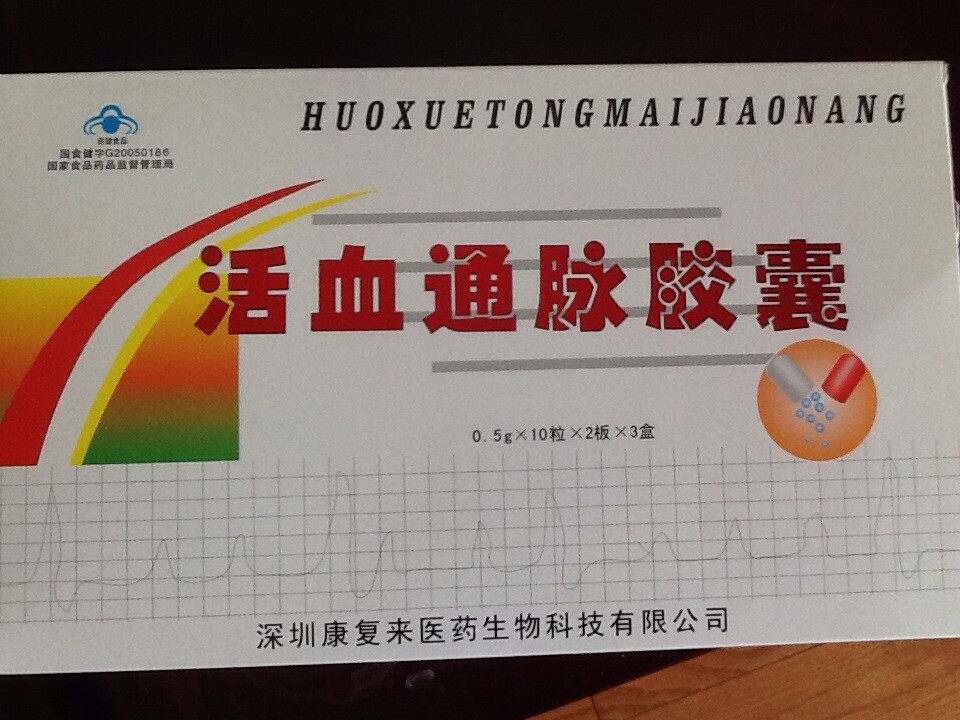 HUOXUETONGMAIJIAONANG
保健食品
国食健字G20050186
国家食品药品监督管理局
活血通脉胶囊
0.5g×10粒×2板×3盒
深圳康复来医药生物科技有限公司